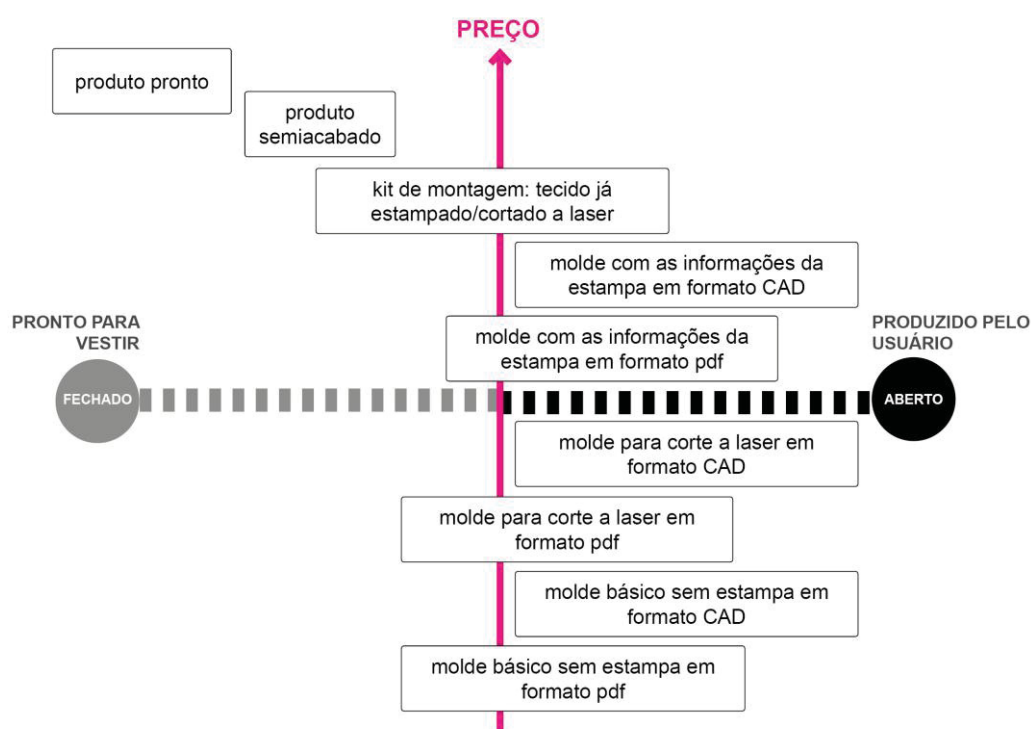 PREÇO
produto pronto
produto
semiacabado
kit de montagem: tecido já
estampado/cortado a laser
molde com as informações da
estampa em formato CAD
PRONTO PARA
VESTIR
molde com as informações da
estampa em formato pdf
PRODUZIDO PELO
USUÁRIO
FECHADO
ABERTO
molde para corte a laser em
formato CAD
molde para corte a laser em
formato pdf
molde básico sem estampa em
formato CAD
molde básico sem estampa em
formato pdf